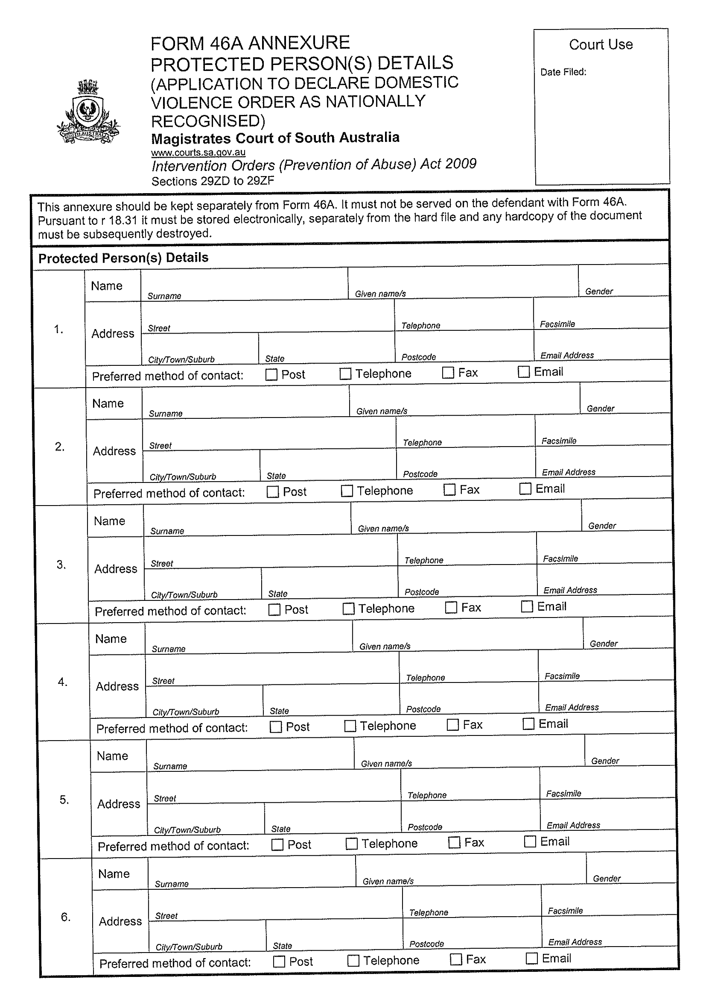 FORM 46A ANNEXURE
PROTECTED PERSON(S) DETAILS
(APPLICATION TO DECLARE DOMESTIC
VIOLENCE ORDER AS NATIONALLY
RECOGNISED)
Magistrates Court of South Australia
www.courts.sa.gov.au
Intervention Orders (Prevention of Abuse) Act 2009
Sections 29ZD to 29ZF
Court Use
Date Filed:
SOUTH AUSTRALIA
This annexure should be kept separately from Form 46A. It must not be served on the defendant with Form 46A.
Pursuant to r 18.31 it must be stored electronically, separately from the hard file and any hardcopy of the document
must be subsequently destroyed.
Protected Person(s) Details
1.
Name
Surname Given name/s Gender
Address
Street Telephone Facsimile
City/Town/Suburb State Postcode Email Address
Preferred method of contact: Post Telephone Fax Email
2.
Name
Surname Given name/s Gender
Address
Street Telephone Facsimile
City/Town/Suburb State Postcode Email Address
Preferred method of contact: Post Telephone Fax Email
3.
Name
Surname Given name/s Gender
Address
Street Telephone Facsimile
City/Town/Suburb State Postcode Email Address
Preferred method of contact: Post Telephone Fax Email
4.
Name
Surname Given name/s Gender
Address
Street Telephone Facsimile
City/Town/Suburb State Postcode Email Address
Preferred method of contact: Post Telephone Fax Email
5.
Name
Surname Given name/s Gender
Address
Street Telephone Facsimile
City/Town/Suburb State Postcode Email Address
Preferred method of contact: Post Telephone Fax Email
6.
Name
Surname Given name/s Gender
Address
Street Telephone Facsimile
City/Town/Suburb State Postcode Email Address
Preferred method of contact: Post Telephone Fax Email